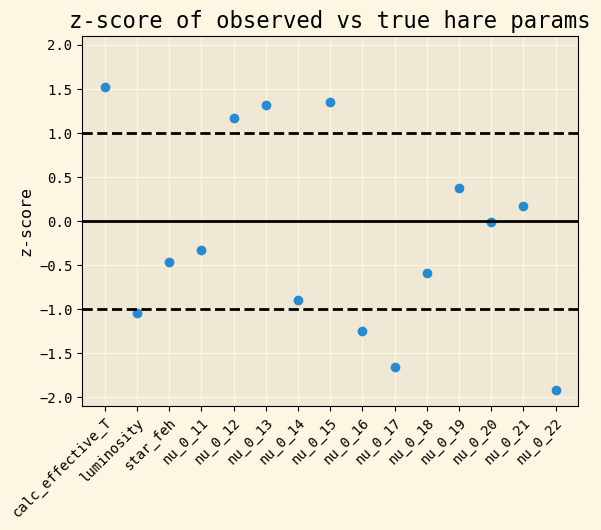 z-score of observed vs true hare params
2.0
1.5
1.0
0.5
0.0
−0.5
−1.0
−1.5
−2.0
z-score
calc_effective_T
luminosity
star_feh
nu_0_11
nu_0_12
nu_0_13
nu_0_14
nu_0_15
nu_0_16
nu_0_17
nu_0_18
nu_0_19
nu_0_20
nu_0_21
nu_0_22